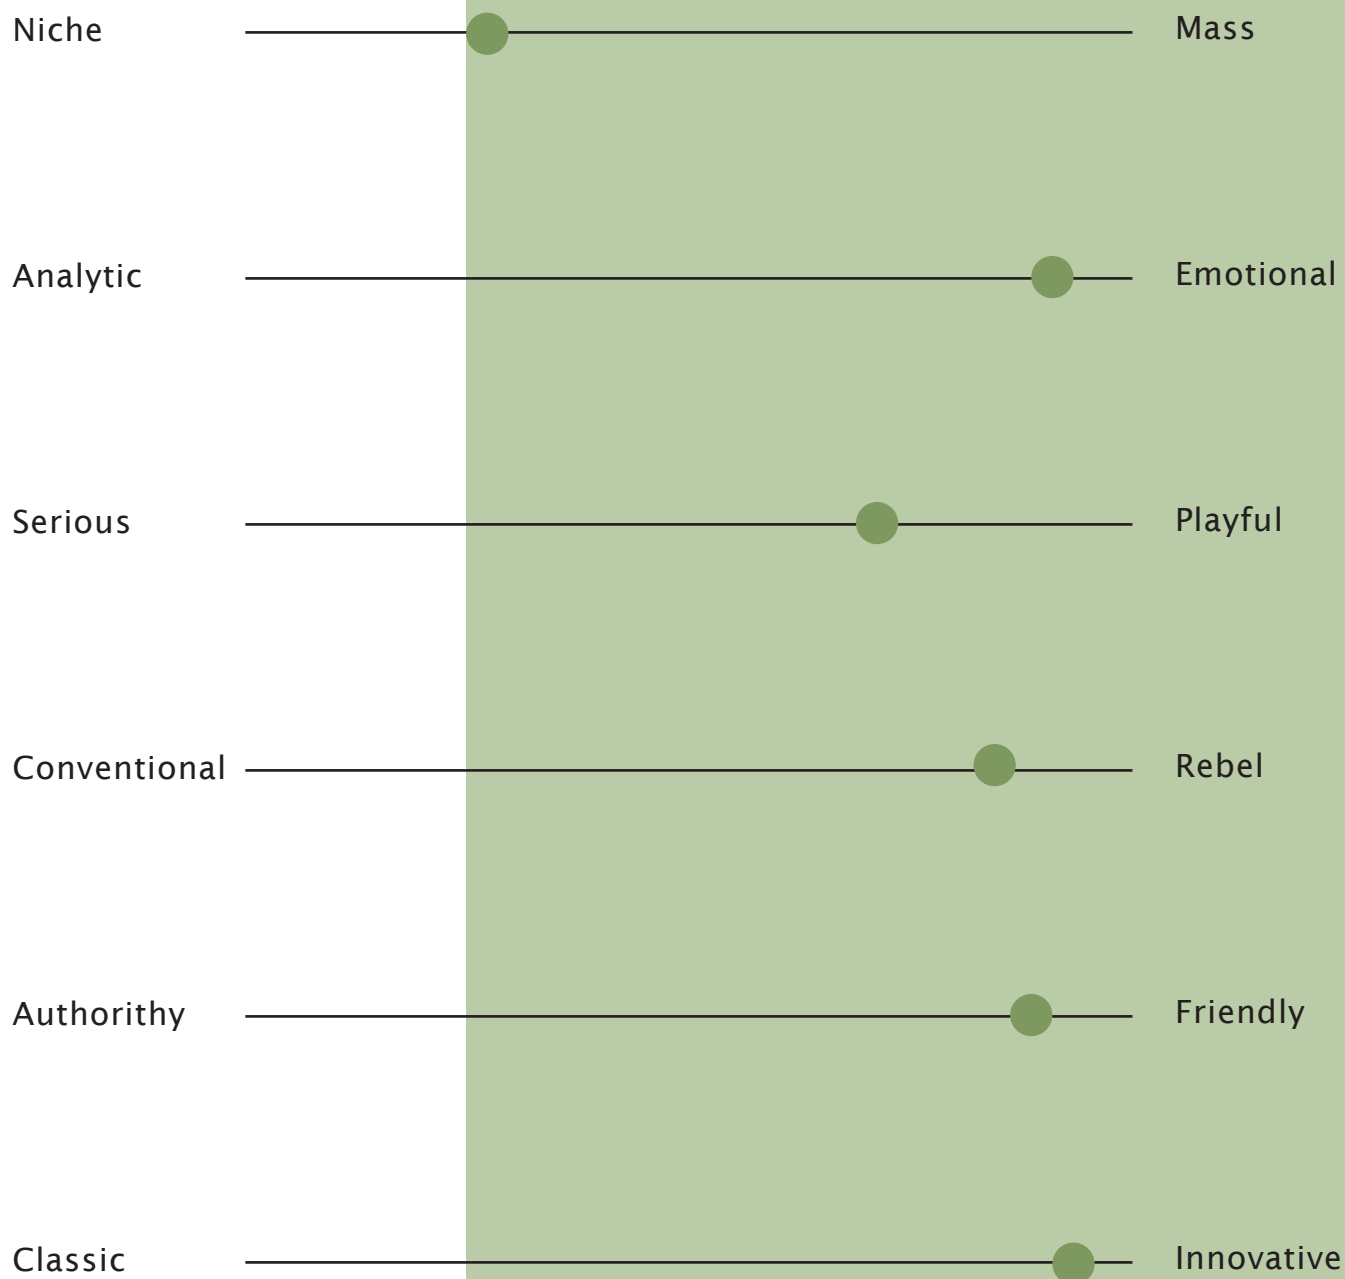 Niche Mass
Analytic Emotional
Serious Playful
Conventional Rebel
Authorithy Friendly
Classic Innovative